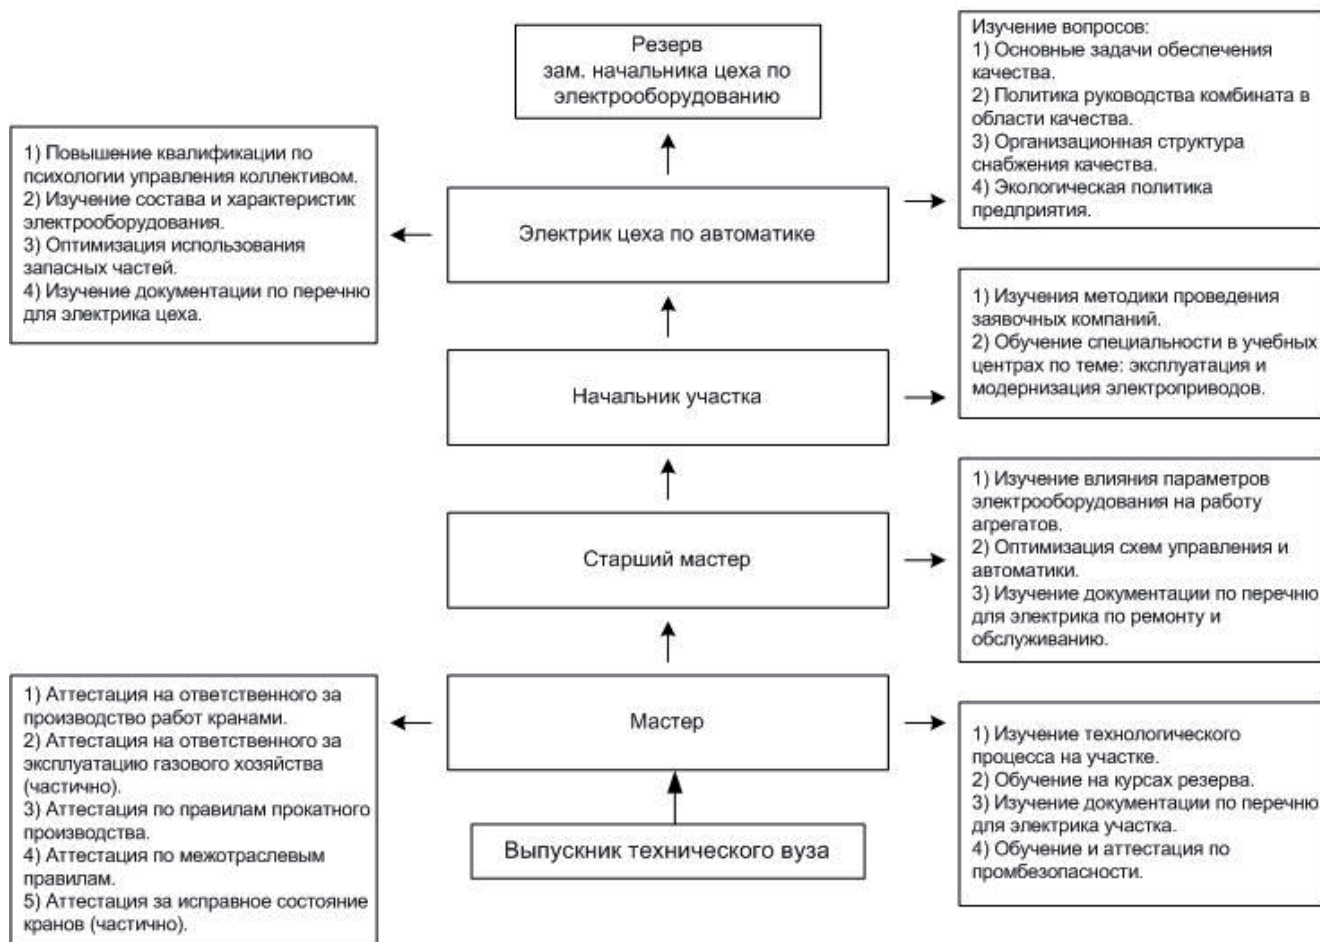 Резерв
зам. начальника цеха по
электрооборудованию
Изучение вопросов:
1) Основные задачи обеспечения
качества.
2) Политика руководства комбината в
области качества.
3) Организационная структура
снабжения качества.
4) Экологическая политика
предприятия.
1) Повышение квалификации по
психологии управления коллективом.
2) Изучение состава и характеристик
электрооборудования.
3) Оптимизация использования
запасных частей.
4) Изучение документации по перечню
для электрика цеха.
Электрик цеха по автоматике
1) Изучения методики проведения
заявочных компаний.
2) Обучение специальности в учебных
центрах по теме: эксплуатация и
модернизация электроприводов.
Начальник участка
1) Изучение влияния параметров
электрооборудования на работу
агрегатов.
2) Оптимизация схем управления и
автоматики.
3) Изучение документации по перечню
для электрика по ремонту и
обслуживанию.
Старший мастер
1) Аттестация на ответственного за
производство работ кранами.
2) Аттестация на ответственного за
эксплуатацию газового хозяйства
(частично).
3) Аттестация по правилам прокатного
производства.
4) Аттестация по межотраслевым
правилам.
5) Аттестация за исправное состояние
кранов (частично).
Мастер
1) Изучение технологического
процесса на участке.
2) Обучение на курсах резерва.
3) Изучение документации по перечню
для электрика участка.
4) Обучение и аттестация по
промбезопасности.
Выпускник технического вуза